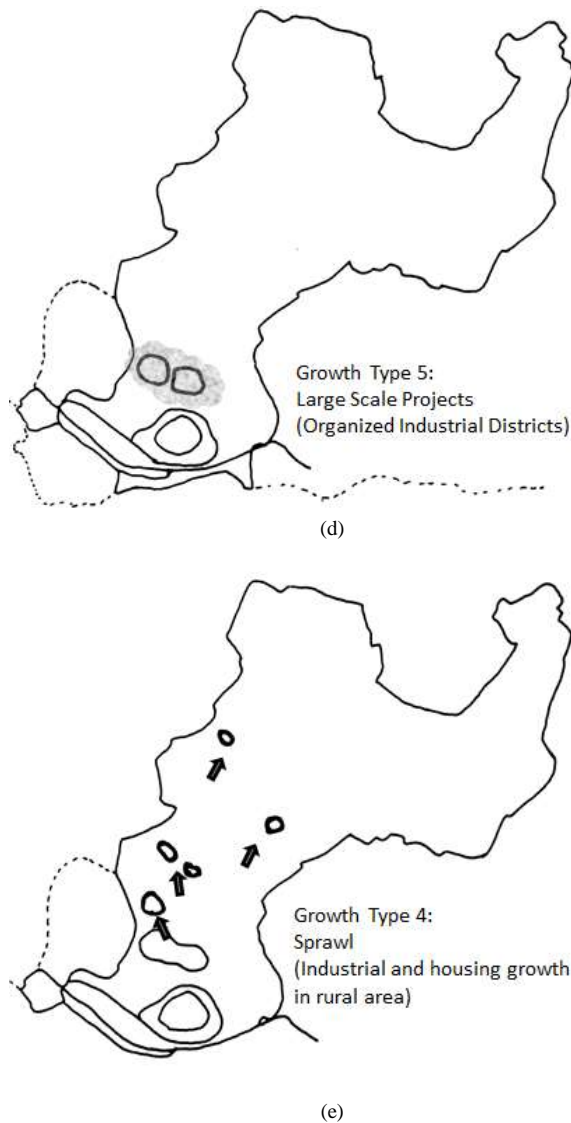 Growth Type 5:
Large Scale Projects
(Organized Industrial Districts)
(d)
Growth Type 4:
Sprawl
(Industrial and housing growth
in rural area)
(e)